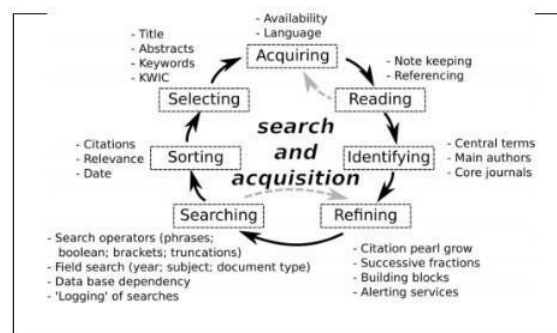 - Availability
- Language
Acquiring
- Title
- Abstracts
- Keywords
- KWIC
Selecting
- Note keeping
- Referencing
Reading
search
and
acquisition
- Citations
- Relevance
- Date
Sorting
Identifying
- Central terms
- Main authors
- Core journals
Searching
Refining
- Search operators (phrases;
boolean; brackets; truncations)
- Field search (year; subject; document type)
- Data base dependency
- 'Logging' of searches
- Citation pearl grow
- Successive fractions
- Building blocks
- Alerting services